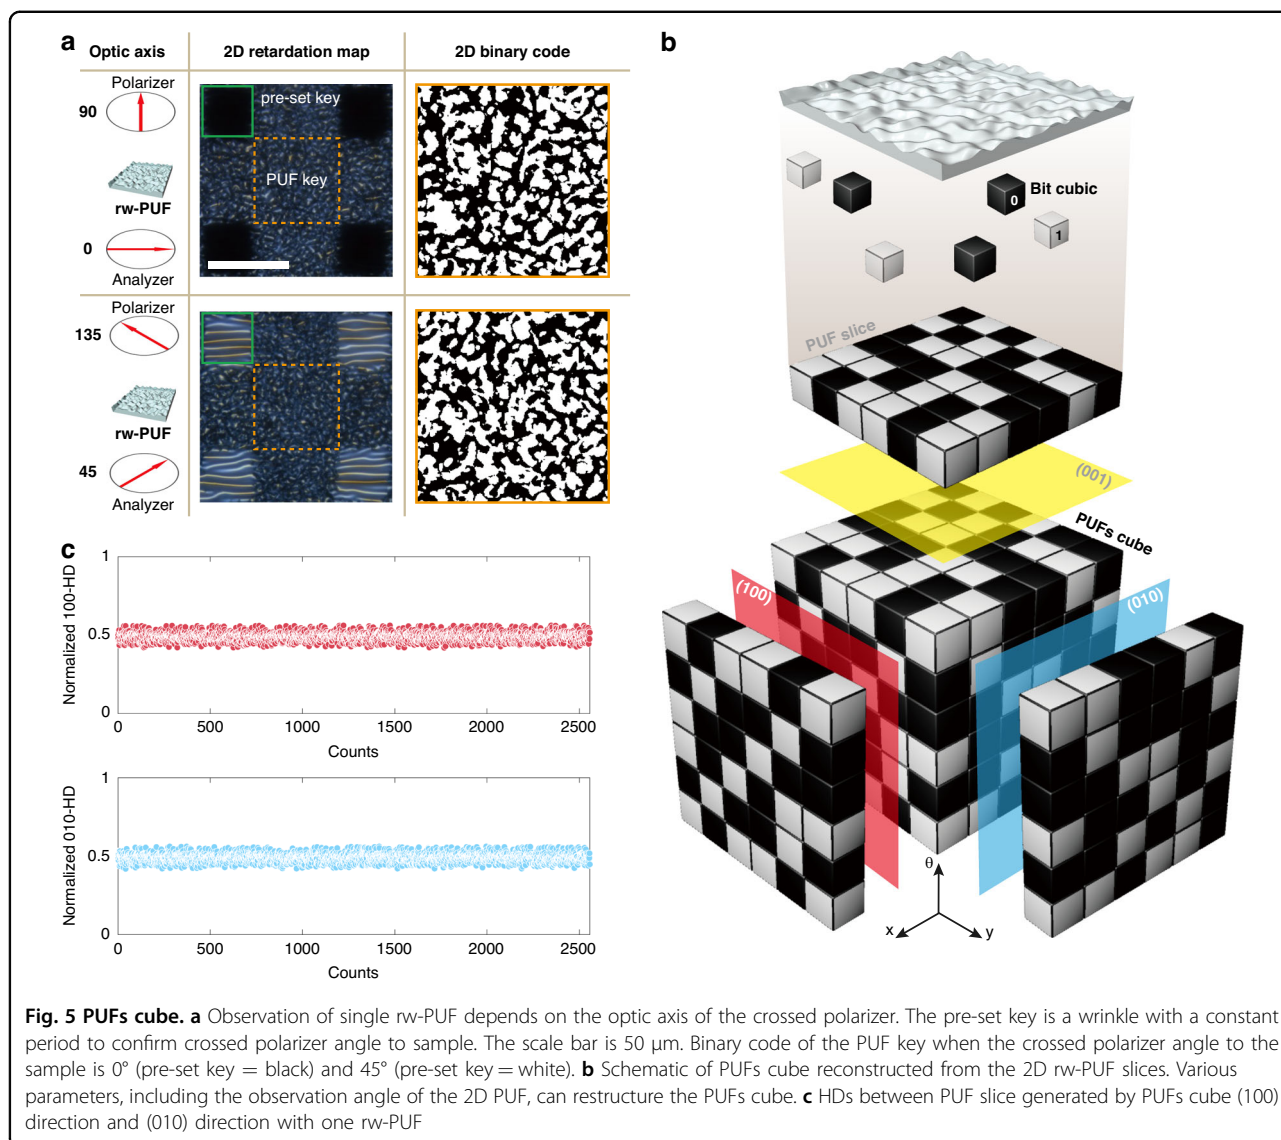 a
Optic axis
2D retardation map
2D binary code
Polarizer
90
rw-PUF
0
Analyzer
pre-set key
PUF key
Polarizer
135
rw-PUF
45
Analyzer
b
Bit cubic
0
1
PUF slice
(001)
PUFs cube
(100)
(010)
θ
x
y
c
Normalized 100-HD
1
0.5
0
0 500 1000 1500 2000 2500
Counts
Normalized 010-HD
1
0.5
0
0 500 1000 1500 2000 2500
Counts
Fig. 5 PUFs cube. a Observation of single rw-PUF depends on the optic axis of the crossed polarizer. The pre-set key is a wrinkle with a constant
period to confirm crossed polarizer angle to sample. The scale bar is 50 μm. Binary code of the PUF key when the crossed polarizer angle to the
sample is 0° (pre-set key = black) and 45° (pre-set key = white). b Schematic of PUFs cube reconstructed from the 2D rw-PUF slices. Various
parameters, including the observation angle of the 2D PUF, can restructure the PUFs cube. c HDs between PUF slice generated by PUFs cube (100)
direction and (010) direction with one rw-PUF